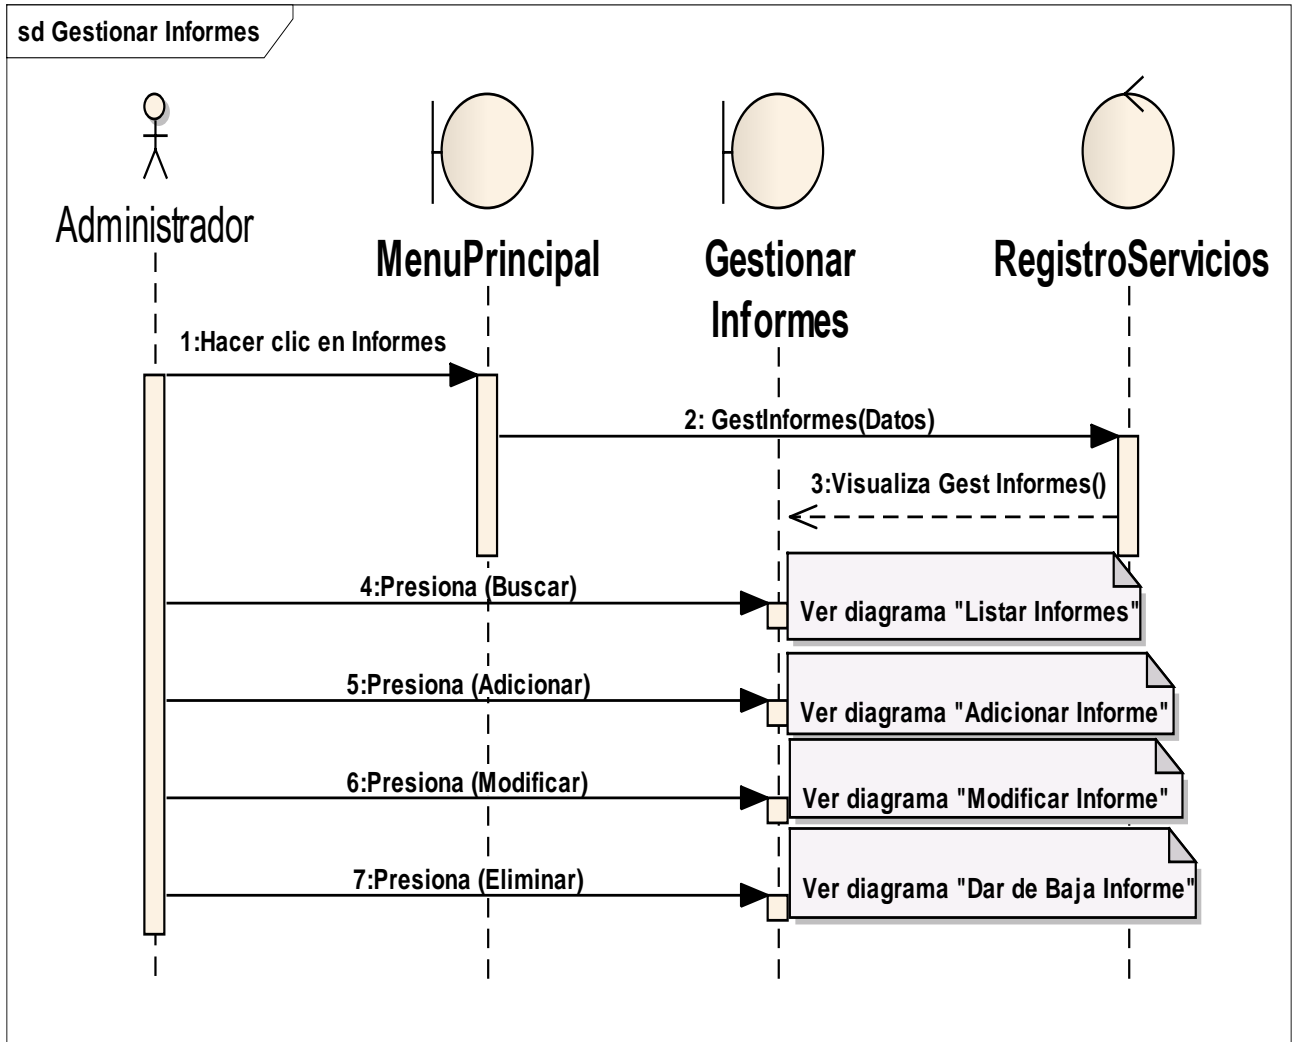 sd Gestionar Informes
Administrador
MenuPrincipal
Gestionar
Informes
RegistroServicios
1:Hacer clic en Informes
2: GestInformes(Datos)
3:Visualiza Gest Informes()
4:Presiona (Buscar)
Ver diagrama "Listar Informes"
5:Presiona (Adicionar)
Ver diagrama "Adicionar Informe"
6:Presiona (Modificar)
Ver diagrama "Modificar Informe"
7:Presiona (Eliminar)
Ver diagrama "Dar de Baja Informe"